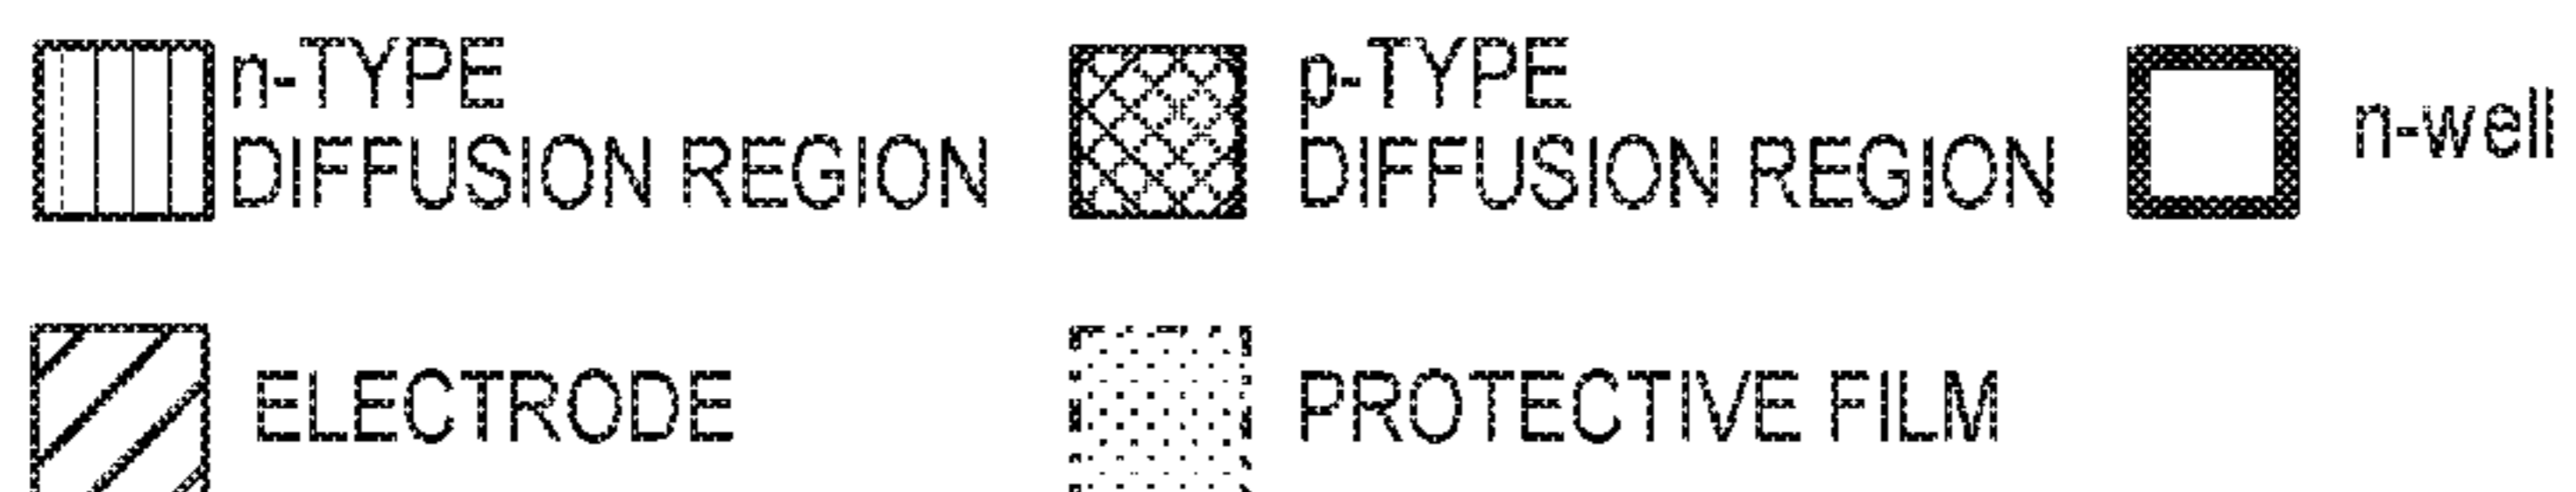 n-TYPE
DIFFUSION REGION
p-TYPE
DIFFUSION REGION
n-well
ELECTRODE
PROTECTIVE FILM